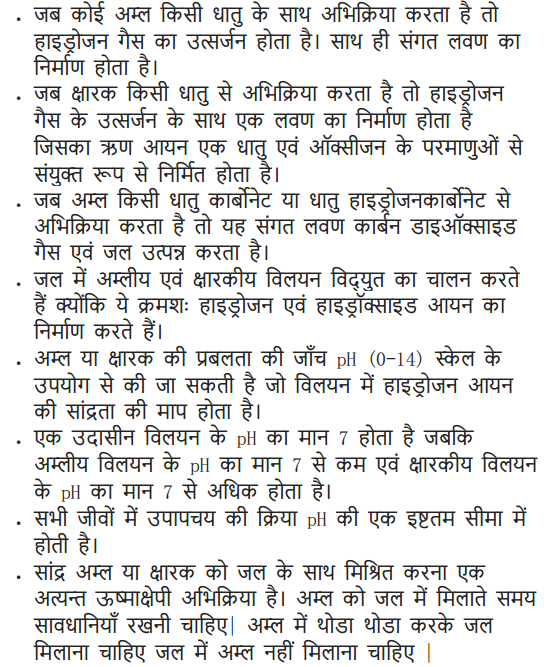 . जब कोई अम्ल किसी धातु के साथ अभिक्रिया करता है तो
हाइड्रोजन गैस का उत्सर्जन होता है। साथ ही संगत लवण का
निर्माण होता है।
. जब क्षारक किसी धातु से अभिक्रिया करता है तो हाइड्रोजन
गैस के उत्सर्जन के साथ एक लवण का निर्माण होता है
जिसका ऋण आयन एक धातु एवं ऑक्सीजन के परमाणुओं से
संयुक्त रूप से निर्मित होता है।
. जब अम्ल किसी धातु कार्बोनेट या धातु हाइड्रोजनकार्बोनेट से
अभिक्रिया करता है तो यह संगत लवण कार्बन डाइऑक्साइड
गैस एवं जल उत्पन्न करता है।
. जल में अम्लीय एवं क्षारकीय विलयन विद्युत का चालन करते
हैं क्योंकि ये क्रमशः हाइड्रोजन एवं हाइड्रॉक्साइड आयन का
निर्माण करते हैं।
. अम्ल या क्षारक की प्रबलता की जाँच pH (0-14) स्केल के
उपयोग से की जा सकती है जो विलयन में हाइड्रोजन आयन
की सांद्रता की माप होता है।
. एक उदासीन विलयन के pH का मान 7 होता है जबकि
अम्लीय विलयन के pH का मान 7 से कम एवं क्षारकीय विलयन
के pH का मान 7 से अधिक होता है।
. सभी जीवों में उपापचय की क्रिया pH की एक इष्टतम सीमा में
होती है।
. सांद्र अम्ल या क्षारक को जल के साथ मिश्रित करना एक
अत्यन्त ऊष्माक्षेपी अभिक्रिया है। अम्ल को जल में मिलाते समय
सावधानियाँ रखनी चाहिए| अम्ल में थोडा थोडा करके जल
मिलाना चाहिए जल में अम्ल नहीं मिलाना चाहिए |